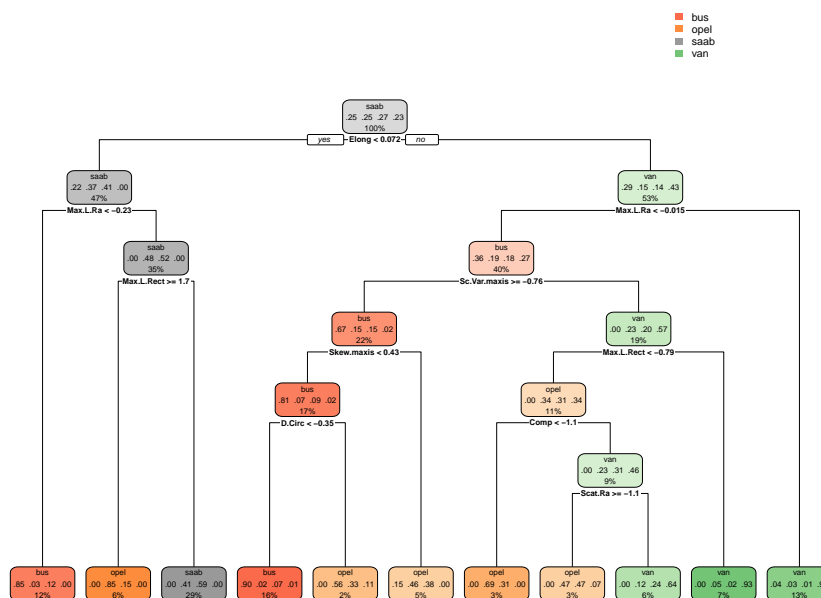 bus
opel
saab
van
saab
.25 .25 .27 .23
100%
yes Elong < 0.072 no
saab
.22 .37 .41 .00
47%
van
.29 .15 .14 .43
53%
Max.L.Ra < −0.23
Max.L.Ra < −0.015
saab
.00 .48 .52 .00
35%
bus
.36 .19 .18 .27
40%
Max.L.Rect >= 1.7
Sc.Var.maxis >= −0.76
bus
.67 .15 .15 .02
22%
van
.00 .23 .20 .57
19%
Skew.maxis < 0.43
Max.L.Rect < −0.79
bus
.81 .07 .09 .02
17%
opel
.00 .34 .31 .34
11%
D.Circ < −0.35
Comp < −1.1
van
.00 .23 .31 .46
9%
Scat.Ra >= −1.1
bus
.85 .03 .12 .00
12%
opel
.00 .85 .15 .00
6%
saab
.00 .41 .59 .00
29%
bus
.90 .02 .07 .01
16%
opel
.00 .56 .33 .11
2%
opel
.15 .46 .38 .00
5%
opel
.00 .69 .31 .00
3%
opel
.00 .47 .47 .07
3%
van
.00 .12 .24 .64
6%
van
.00 .05 .02 .93
7%
van
.04 .03 .01
13%